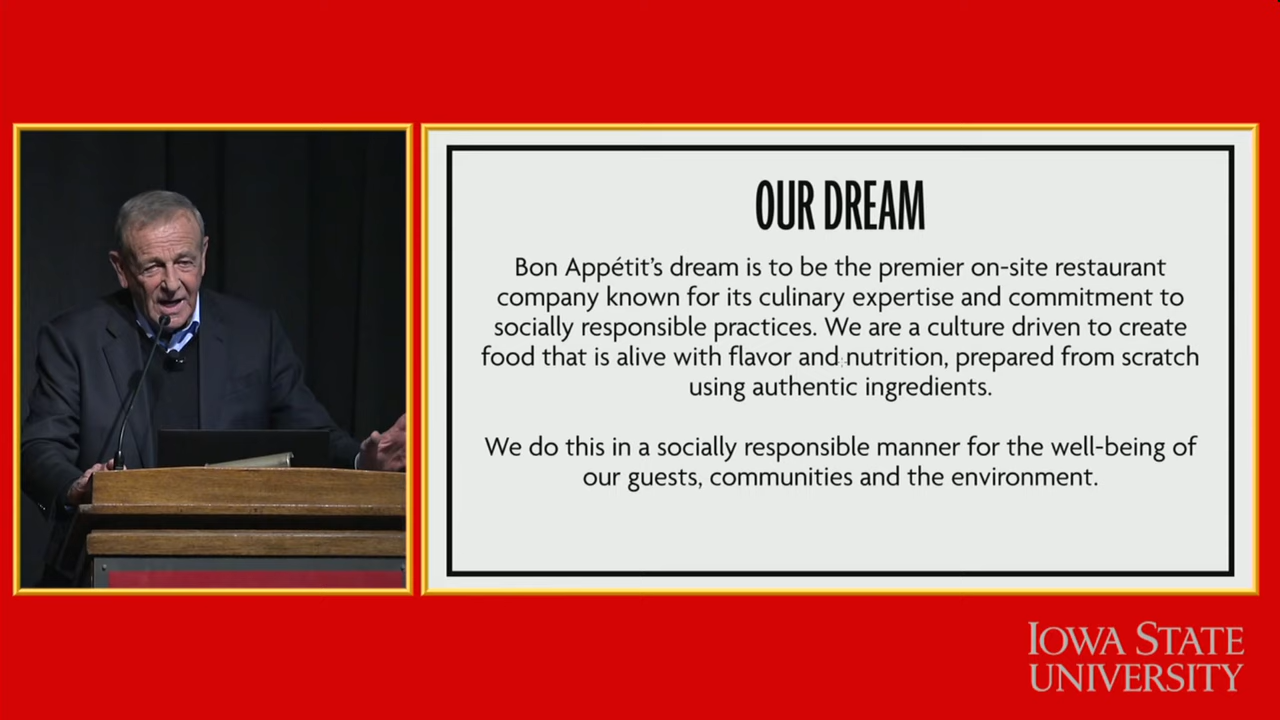 OUR DREAM
Bon Appétit's dream is to be the premier on-site restaurant
company known for its culinary expertise and commitment to
socially responsible practices. We are a culture driven to create
food that is alive with flavor and nutrition, prepared from scratch
using authentic ingredients.
We do this in a socially responsible manner for the well-being of
our guests, communities and the environment.
IOWA STATE
UNIVERSITY